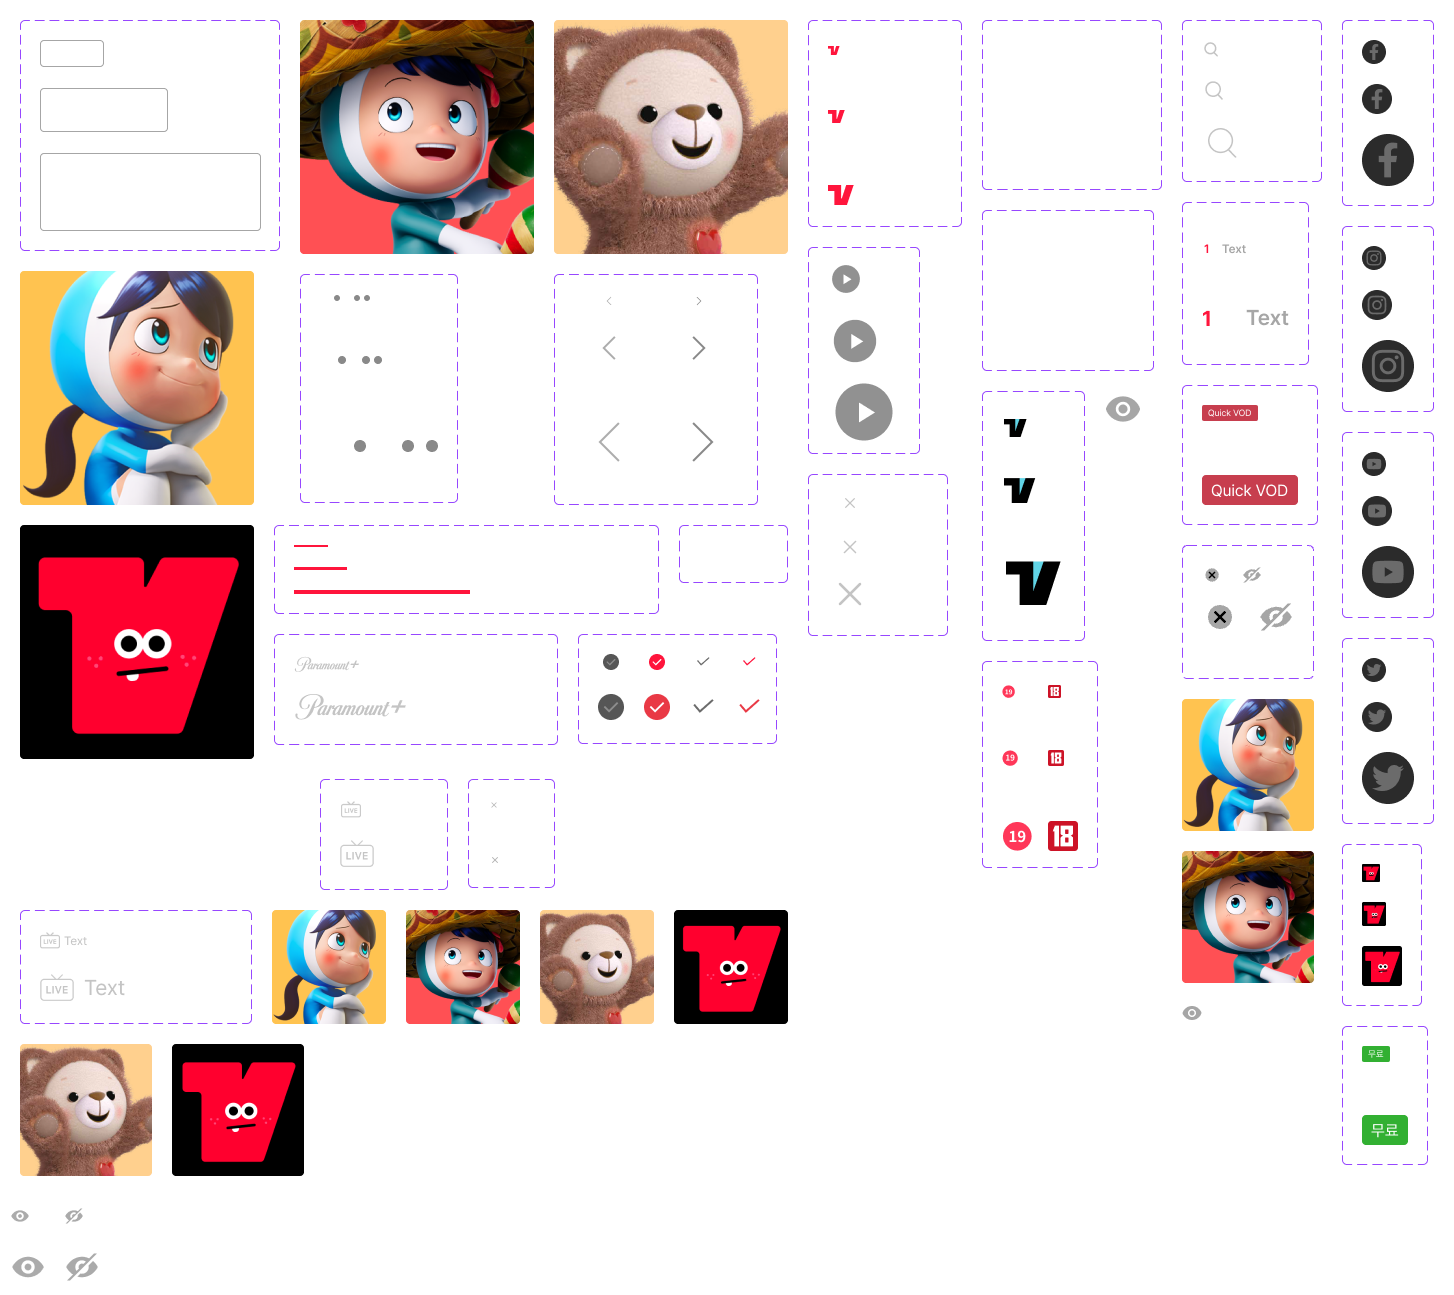 1 Text
1 Text
Quick VOD
Quick VOD
Paramount+
Paramount+
19 18
19 18
19 18
LIVE
LIVE
LIVE Text
LIVE Text
무료
무료